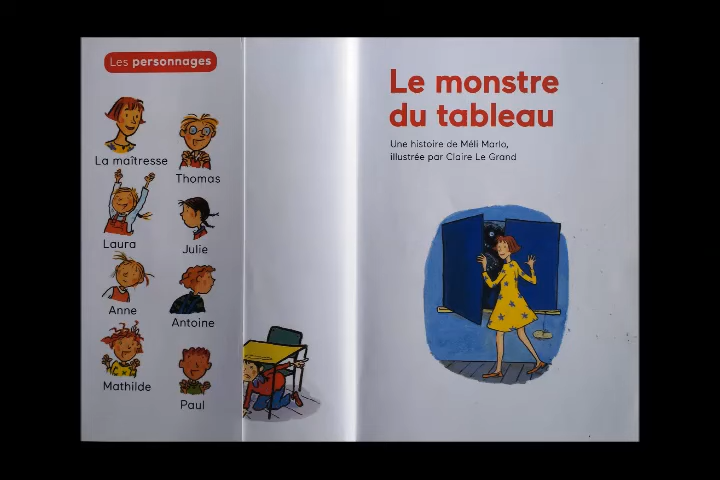 Les personnages
La maîtresse
Thomas
Laura
Julie
Anne
Antoine
Mathilde
Paul
Le monstre
du tableau
Une histoire de Méli Marlo,
illustrée par Claire Le Grand